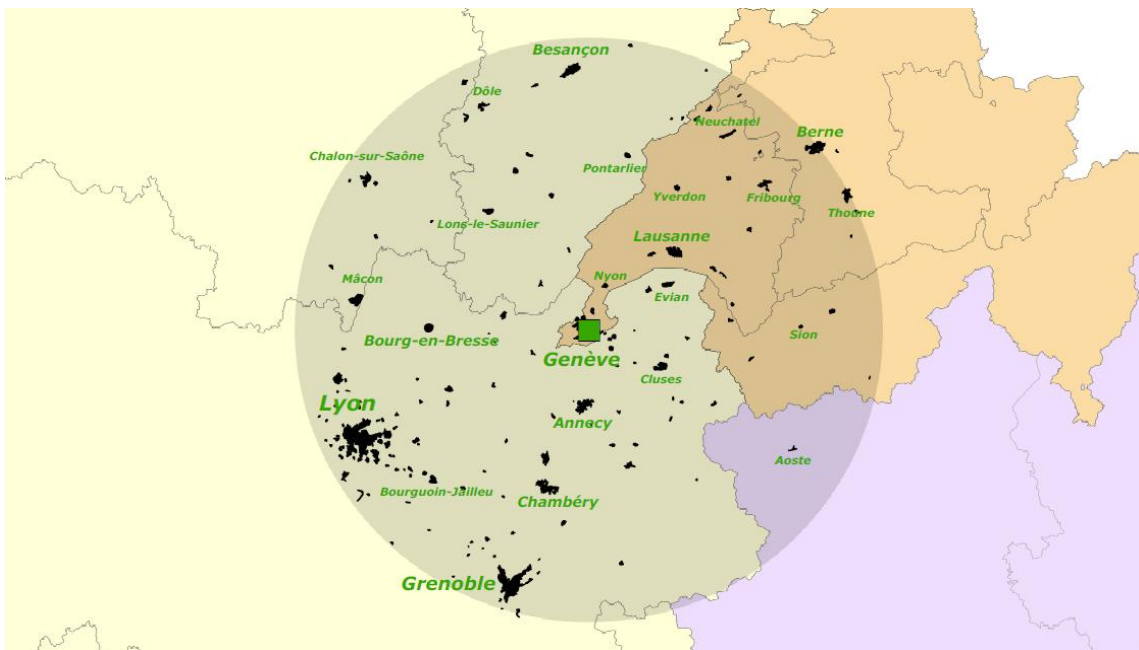 Besançon
Dôle
Neuchatel
Berne
Chalon-sur-Saône
Pontarlier
Yverdon
Fribourg
Thoune
Lons-le-Saunier
Lausanne
Mâcon
Nyon
Evian
Bourg-en-Bresse
Sion
Genève
Cluses
Lyon
Annecy
Aoste
Bourguoin-Jailleu
Chambéry
Grenoble